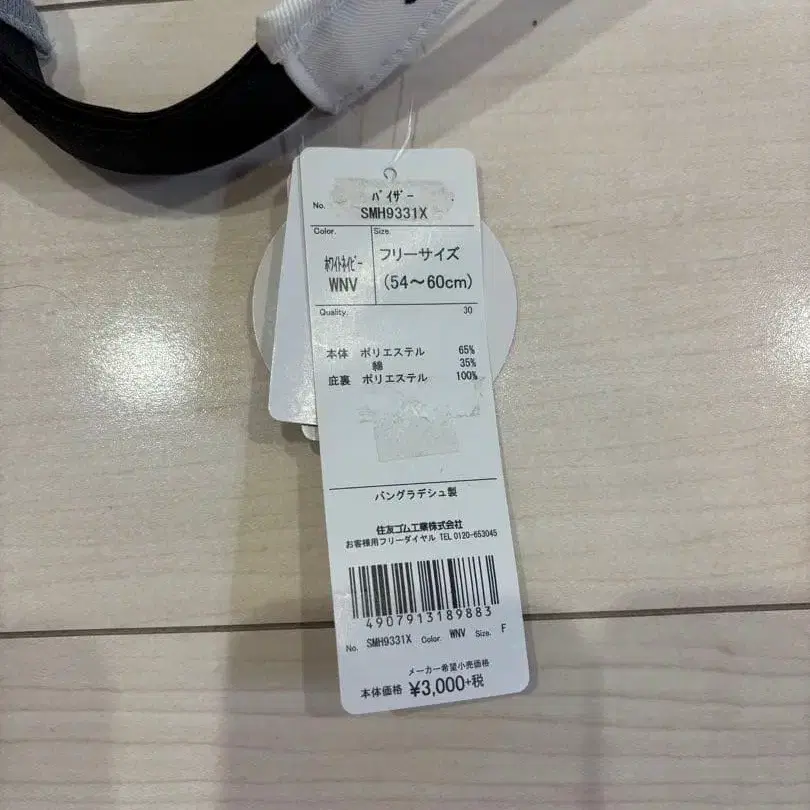 バイザー
No. SMH9331X
Color. Size.
ﾎﾜｲﾄﾈｲﾋﾞｰ フリーサイズ
WNV (54～60cm)
Quality. 30
本体 ポリエステル 65%
綿 35%
庇裏 ポリエステル 100%
バングラデシュ製
住友ゴム工業株式会社
お客様用フリーダイヤル TEL 0120-653045
4907913189883
No. SMH9331X Color. WNV Size. F
メーカー希望小売価格
本体価格 ¥3,000+税